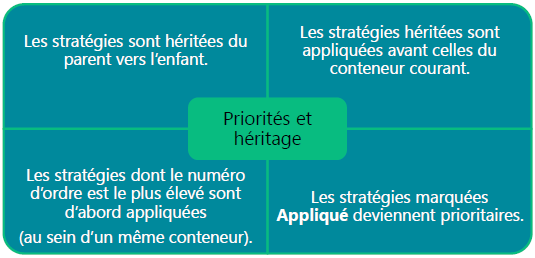 Les stratégies sont héritées du
parent vers l'enfant.
Les stratégies héritées sont
appliquées avant celles du
conteneur courant.
Priorités et
héritage
Les stratégies dont le numéro
d'ordre est le plus élevé sont
d'abord appliquées
(au sein d'un même conteneur).
Les stratégies marquées
Appliqué deviennent prioritaires.